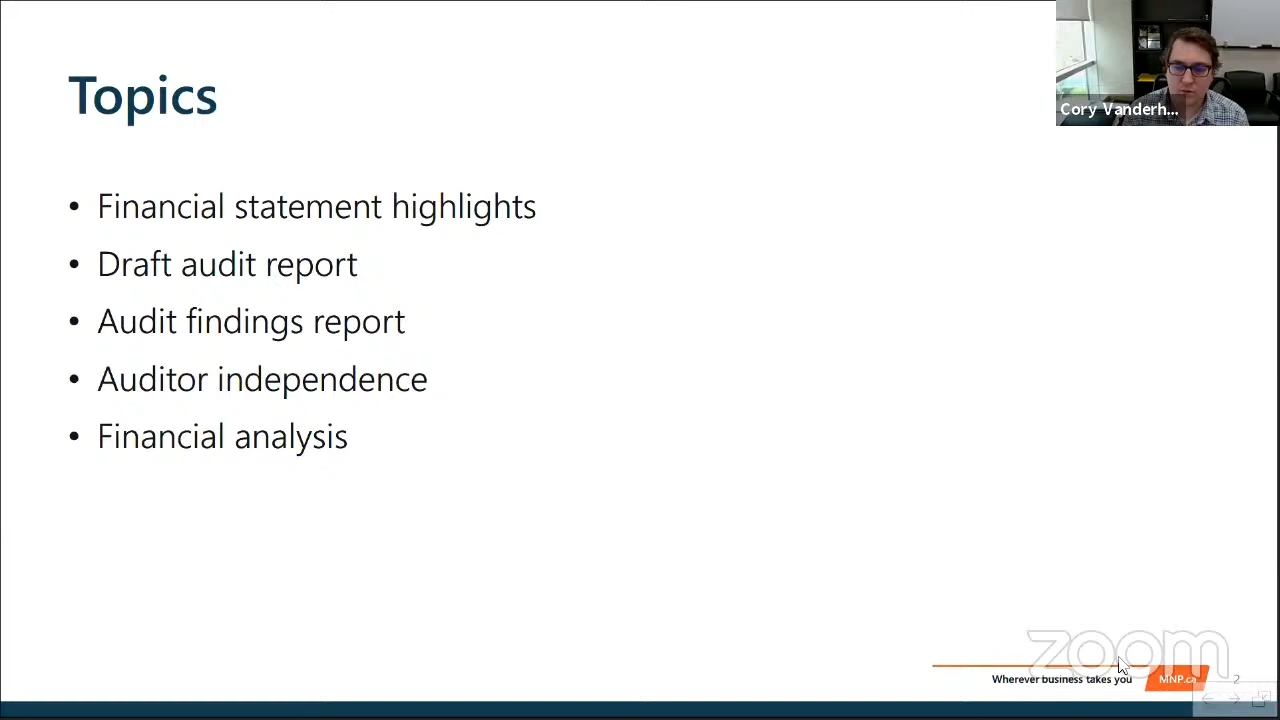 Topics
Cory Vanderh...
• Financial statement highlights
• Draft audit report
• Audit findings report
• Auditor independence
• Financial analysis
zoom
Wherever business takes you
MNP.ca
2